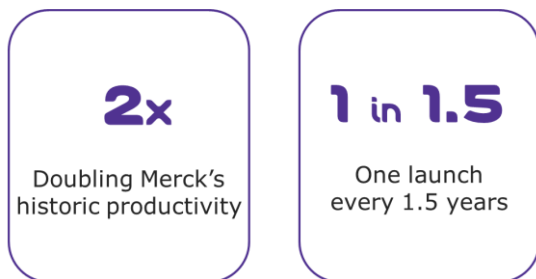 2x
Doubling Merck's
historic productivity
1 in 1.5
One launch
every 1.5 years